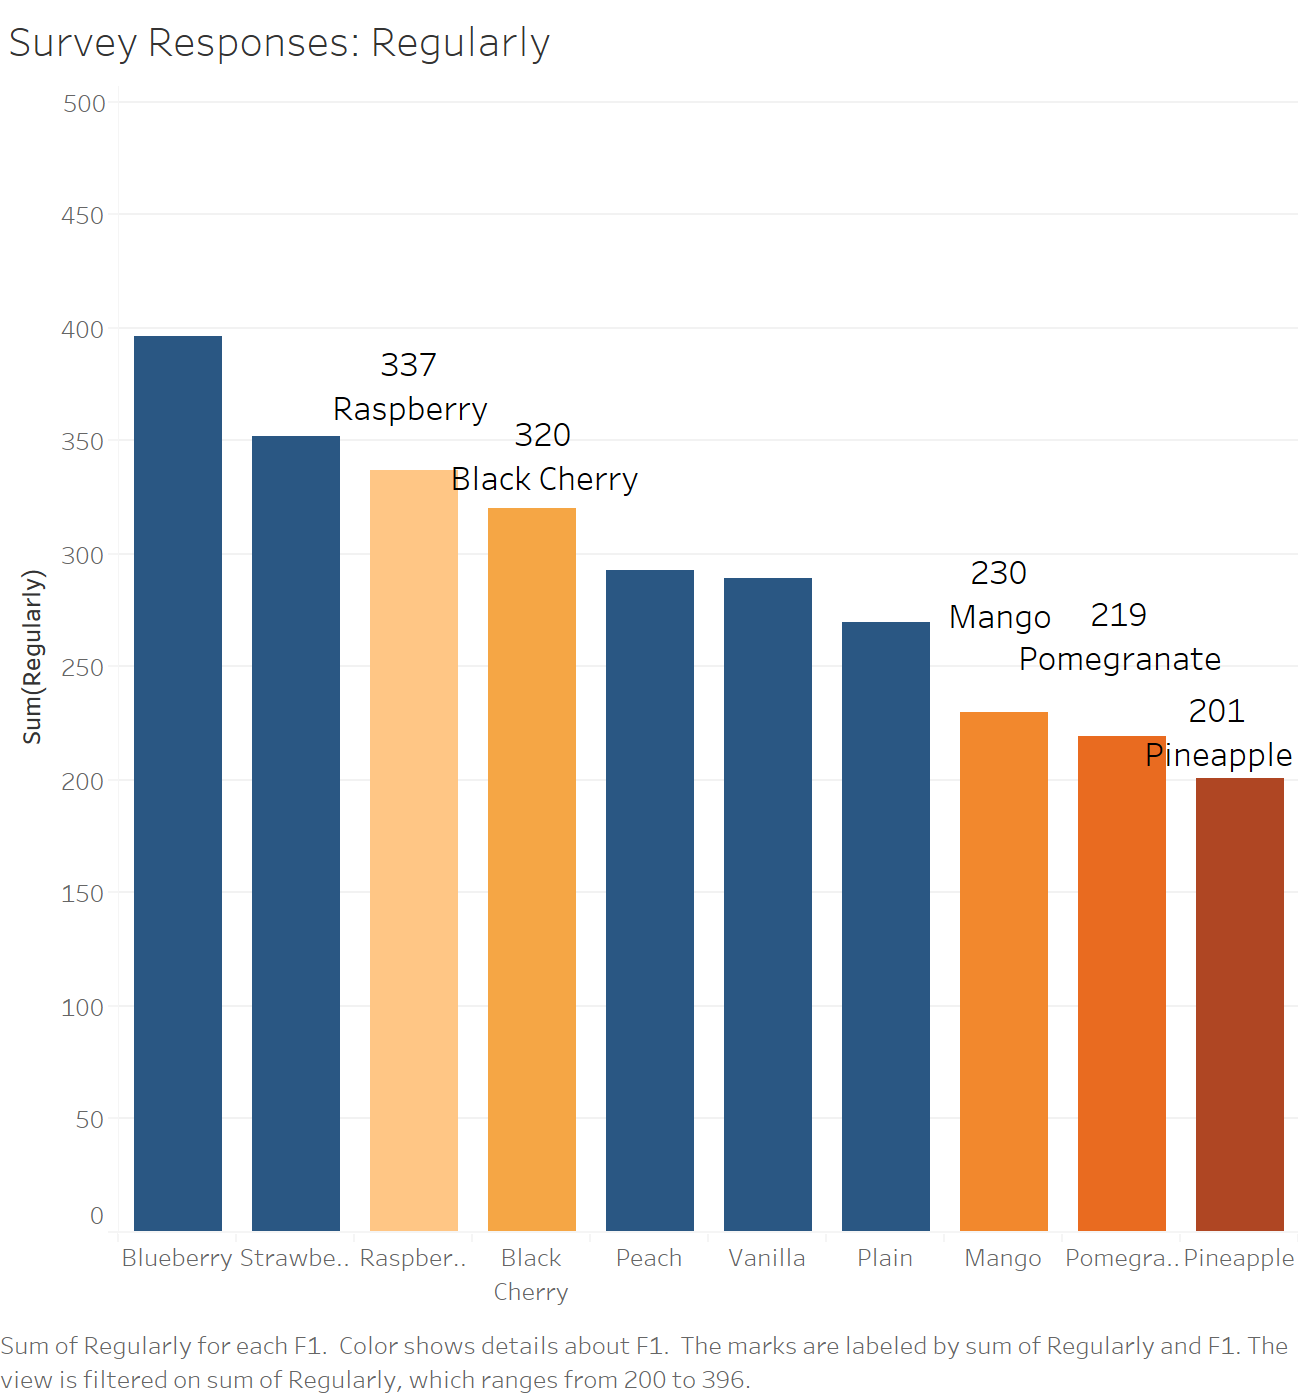 Survey Responses: Regularly
500
450
400
350
300
250
200
150
100
50
0
Sum(Regularly)
337
Raspberry
320
Black Cherry
230
Mango
219
Pomegranate
201
Pineapple
Blueberry Strawbe.. Raspber.. Black Peach Vanilla Plain Mango Pomegra.. Pineapple
Cherry
Sum of Regularly for each F1.  Color shows details about F1.  The marks are labeled by sum of Regularly and F1. The
view is filtered on sum of Regularly, which ranges from 200 to 396.